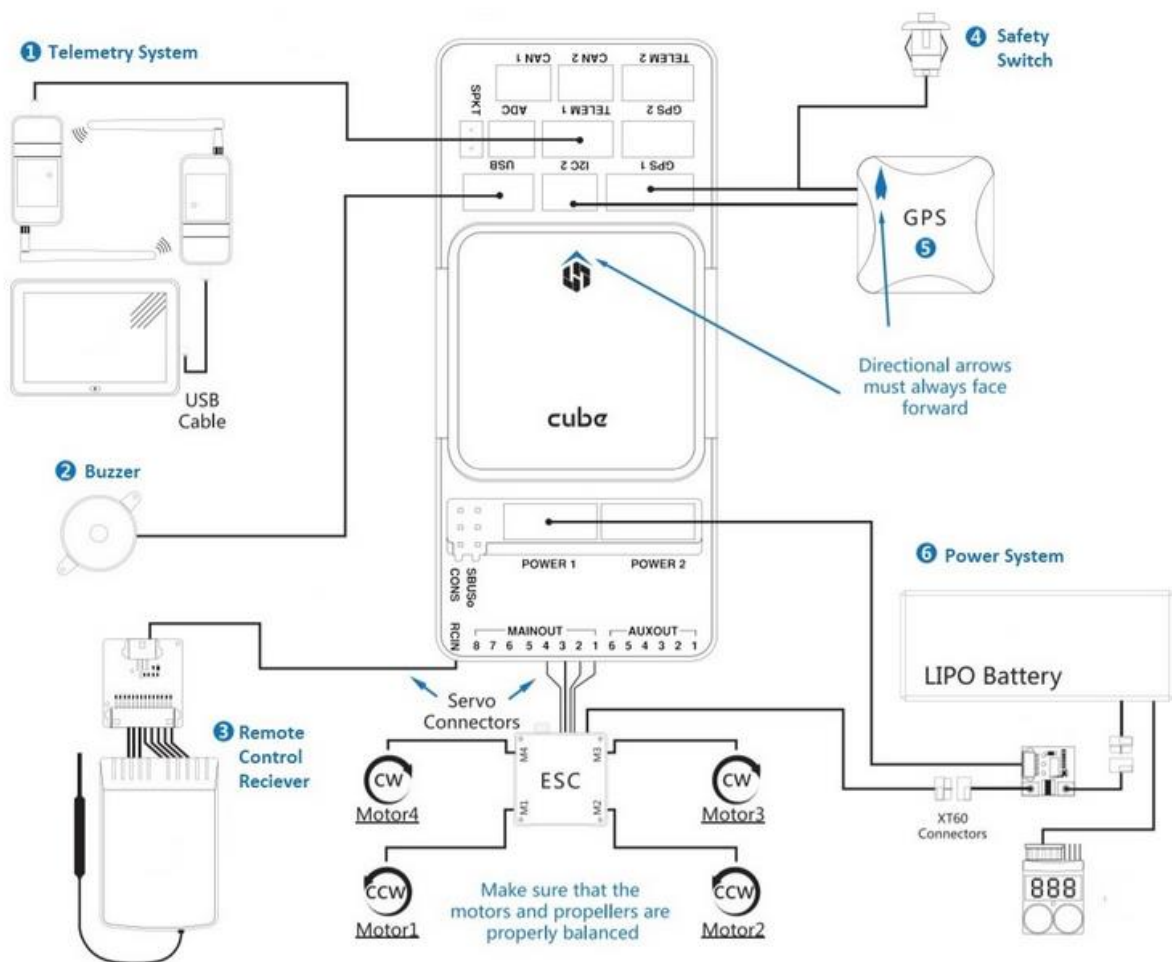 1 Telemetry System
CAN 1
CAN 2
TELEM 2
SPKT
ADC
TELEM 1
GPS 2
USB
I2C 2
GPS 1
4 Safety
Switch
GPS
5
Directional arrows
must always face
forward
USB
Cable
cube
2 Buzzer
POWER 1
POWER 2
CONS
SBUSo
RCIN
MAINOUT
AUXOUT
8 7 6 5 4 3 2 1
6 5 4 3 2 1
6 Power System
LIPO Battery
Servo
Connectors
3 Remote
Control
Reciever
M4
M3
ESC
M1
M2
CW
Motor4
CW
Motor3
CCW
Motor1
CCW
Motor2
Make sure that the
motors and propellers are
properly balanced
XT60
Connectors
888